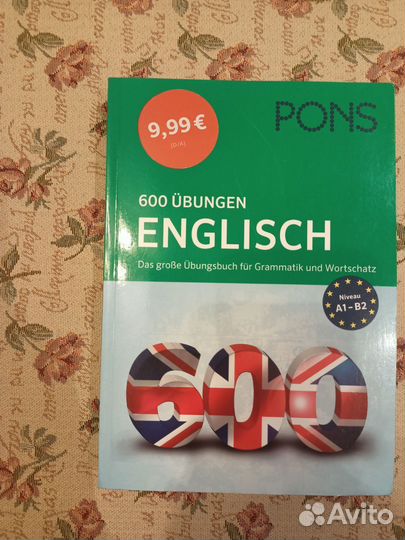 9,99 €
[D/A]
PONS
600 ÜBUNGEN
ENGLISCH
Das große Übungsbuch für Grammatik und Wortschatz
Niveau
A1 – B2
600
Avito